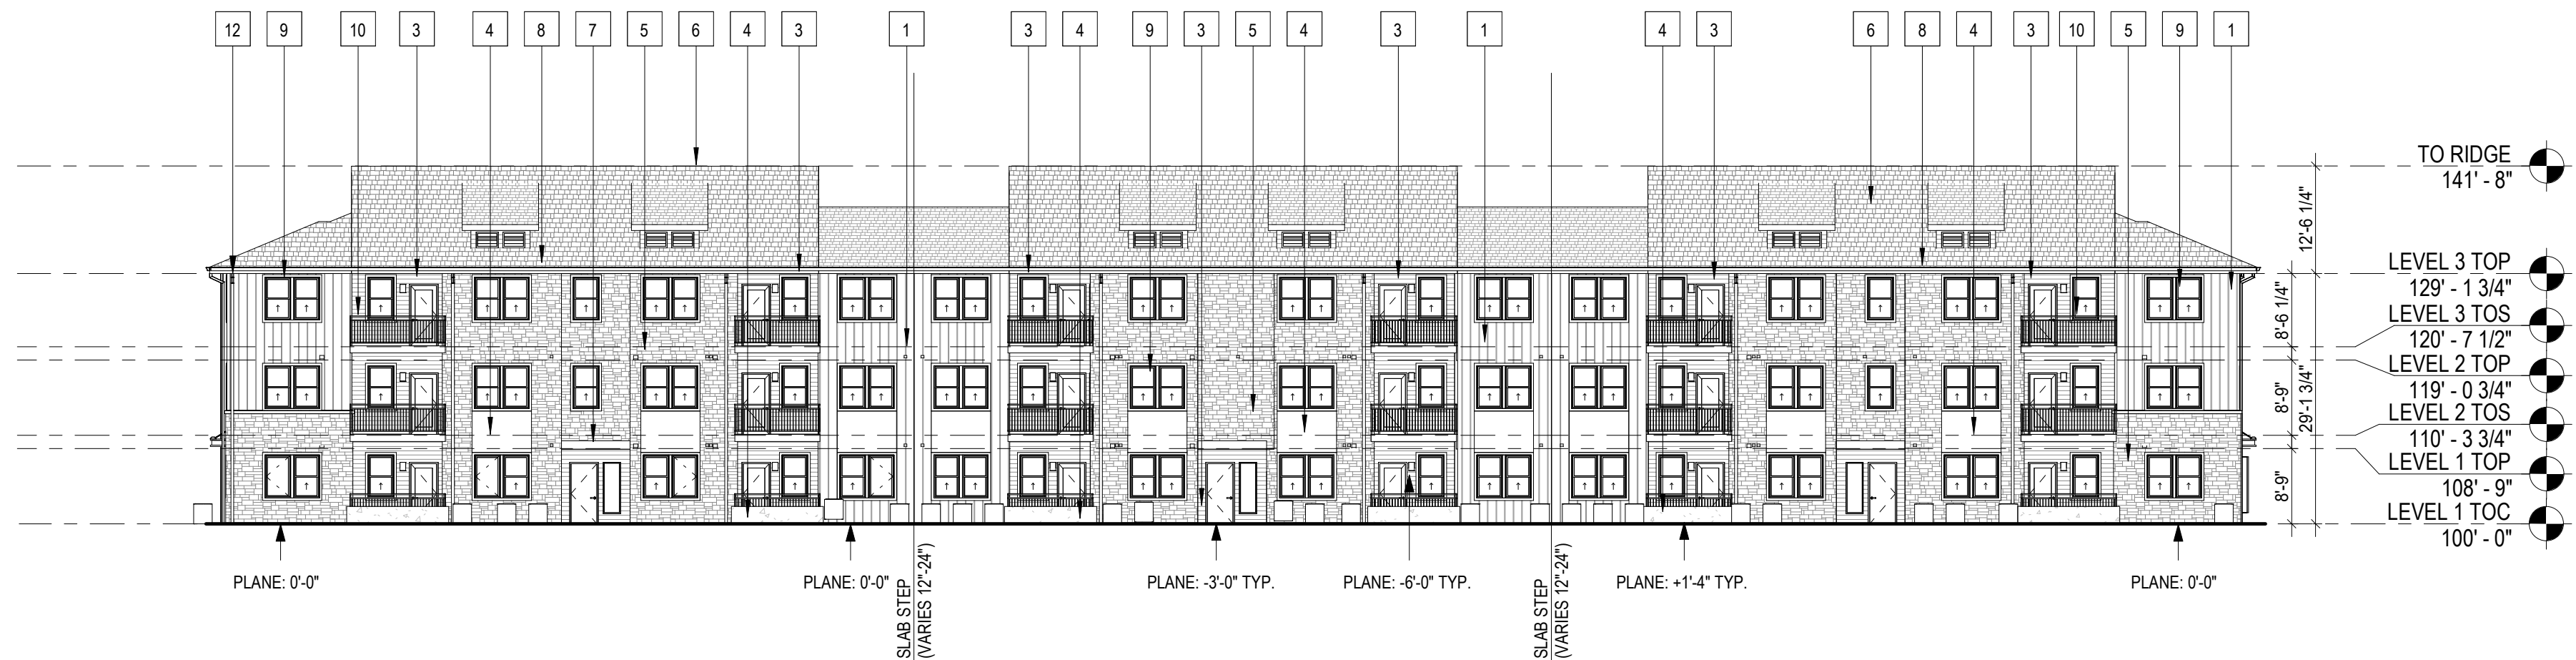 12
9
10
3
4
8
7
5
6
4
3
1
3
4
9
3
5
4
3
1
4
3
6
8
4
3
10
5
9
1
TO RIDGE
141' - 8"
12'-6 1/4"
LEVEL 3 TOP
129' - 1 3/4"
8'-6 1/4"
LEVEL 3 TOS
120' - 7 1/2"
LEVEL 2 TOP
119' - 0 3/4"
8'-9"
29'-1 3/4"
LEVEL 2 TOS
110' - 3 3/4"
LEVEL 1 TOP
108' - 9"
8'-9"
LEVEL 1 TOC
100' - 0"
PLANE: 0'-0"
PLANE: 0'-0"
SLAB STEP
(VARIES 12"-24")
PLANE: -3'-0" TYP.
PLANE: -6'-0" TYP.
SLAB STEP
(VARIES 12"-24")
PLANE: +1'-4" TYP.
PLANE: 0'-0"